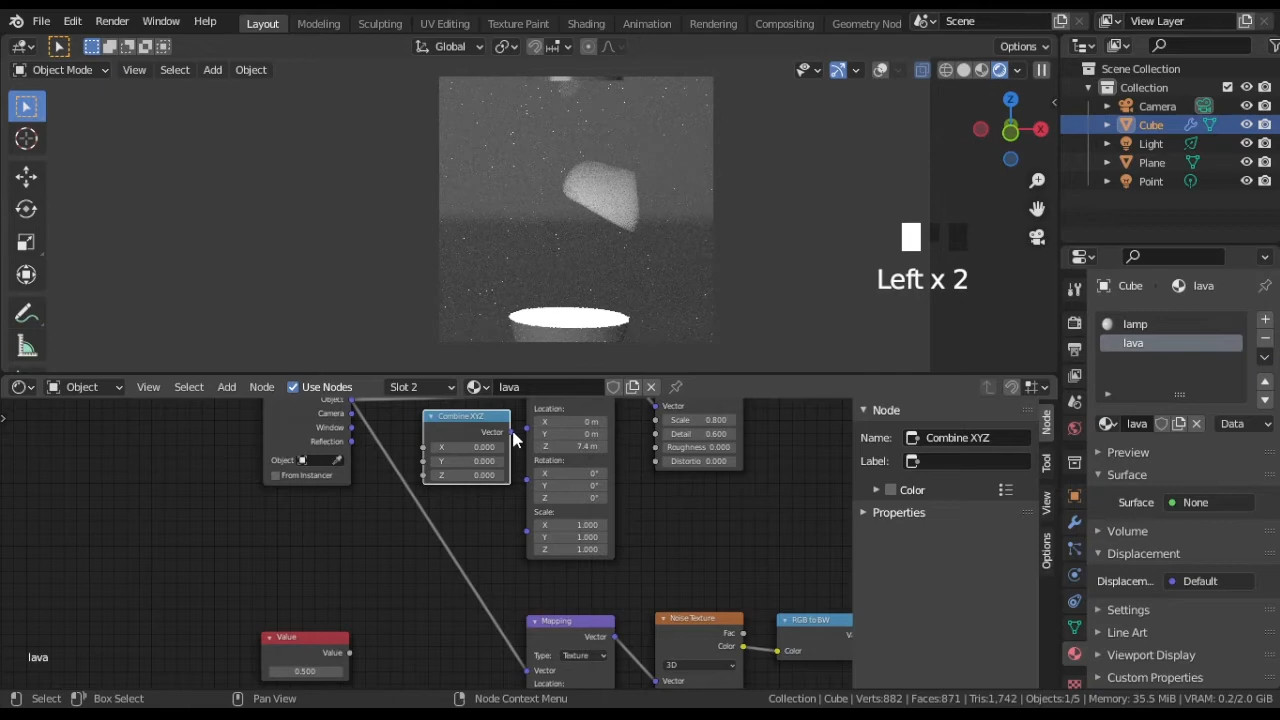 File Edit Render Window Help Layout Modeling Sculpting UV Editing Texture Paint Shading Animation Rendering Compositing Geometry Nod Scene View Layer
Global Options
Object Mode View Select Add Object
Scene Collection
Collection
Camera
Cube
Light
Plane
Point
Z
X
Left x 2
Cube lava
lamp
lava
Object View Select Add Node Use Nodes Slot 2 lava
lava Data
Preview
Surface
Surface None
Volume
Displacement
Displacem... Default
Settings
Line Art
Viewport Display
Custom Properties
Object
Camera
Window
Reflection
Object
From Instancer
Combine XYZ
Vector
X 0.000
Y 0.000
Z 0.000
Location:
X 0 m
Y 0 m
Z 7.4 m
Rotation:
X 0°
Y 0°
Z 0°
Scale:
X 1.000
Y 1.000
Z 1.000
Vector
Scale 0.800
Detail 0.600
Roughness 0.000
Distortio 0.000
Node
Name: Combine XYZ
Label:
Color
Properties
Node
Tool
View
Options
Value
Value
0.500
Mapping
Vector
Type: Texture
Vector
Location:
Noise Texture
Fac
Color
3D
Vector
RGB to BW
Color
lava
Select Box Select Pan View Node Context Menu Collection | Cube | Verts:882 | Faces:871 | Tris:1,742 | Objects:1/5 | Memory: 35.5 MiB | VRAM: 0.2/2.0 GiB